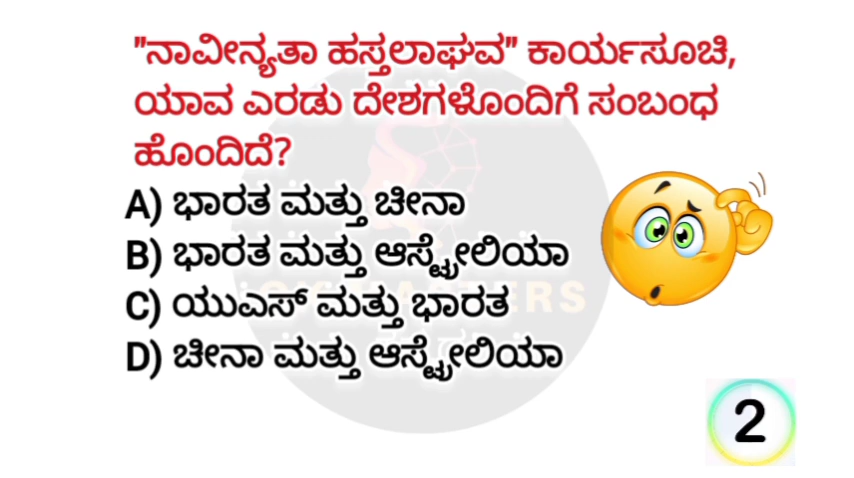 "ನಾವೀನ್ಯತಾ ಹಸ್ತಲಾಘವ" ಕಾರ್ಯಸೂಚಿ,
ಯಾವ ಎರಡು ದೇಶಗಳೊಂದಿಗೆ ಸಂಬಂಧ
ಹೊಂದಿದೆ?
A) ಭಾರತ ಮತ್ತು ಚೀನಾ
B) ಭಾರತ ಮತ್ತು ಆಸ್ಟ್ರೇಲಿಯಾ
C) ಯುಎಸ್ ಮತ್ತು ಭಾರತ
D) ಚೀನಾ ಮತ್ತು ಆಸ್ಟ್ರೇಲಿಯಾ
2